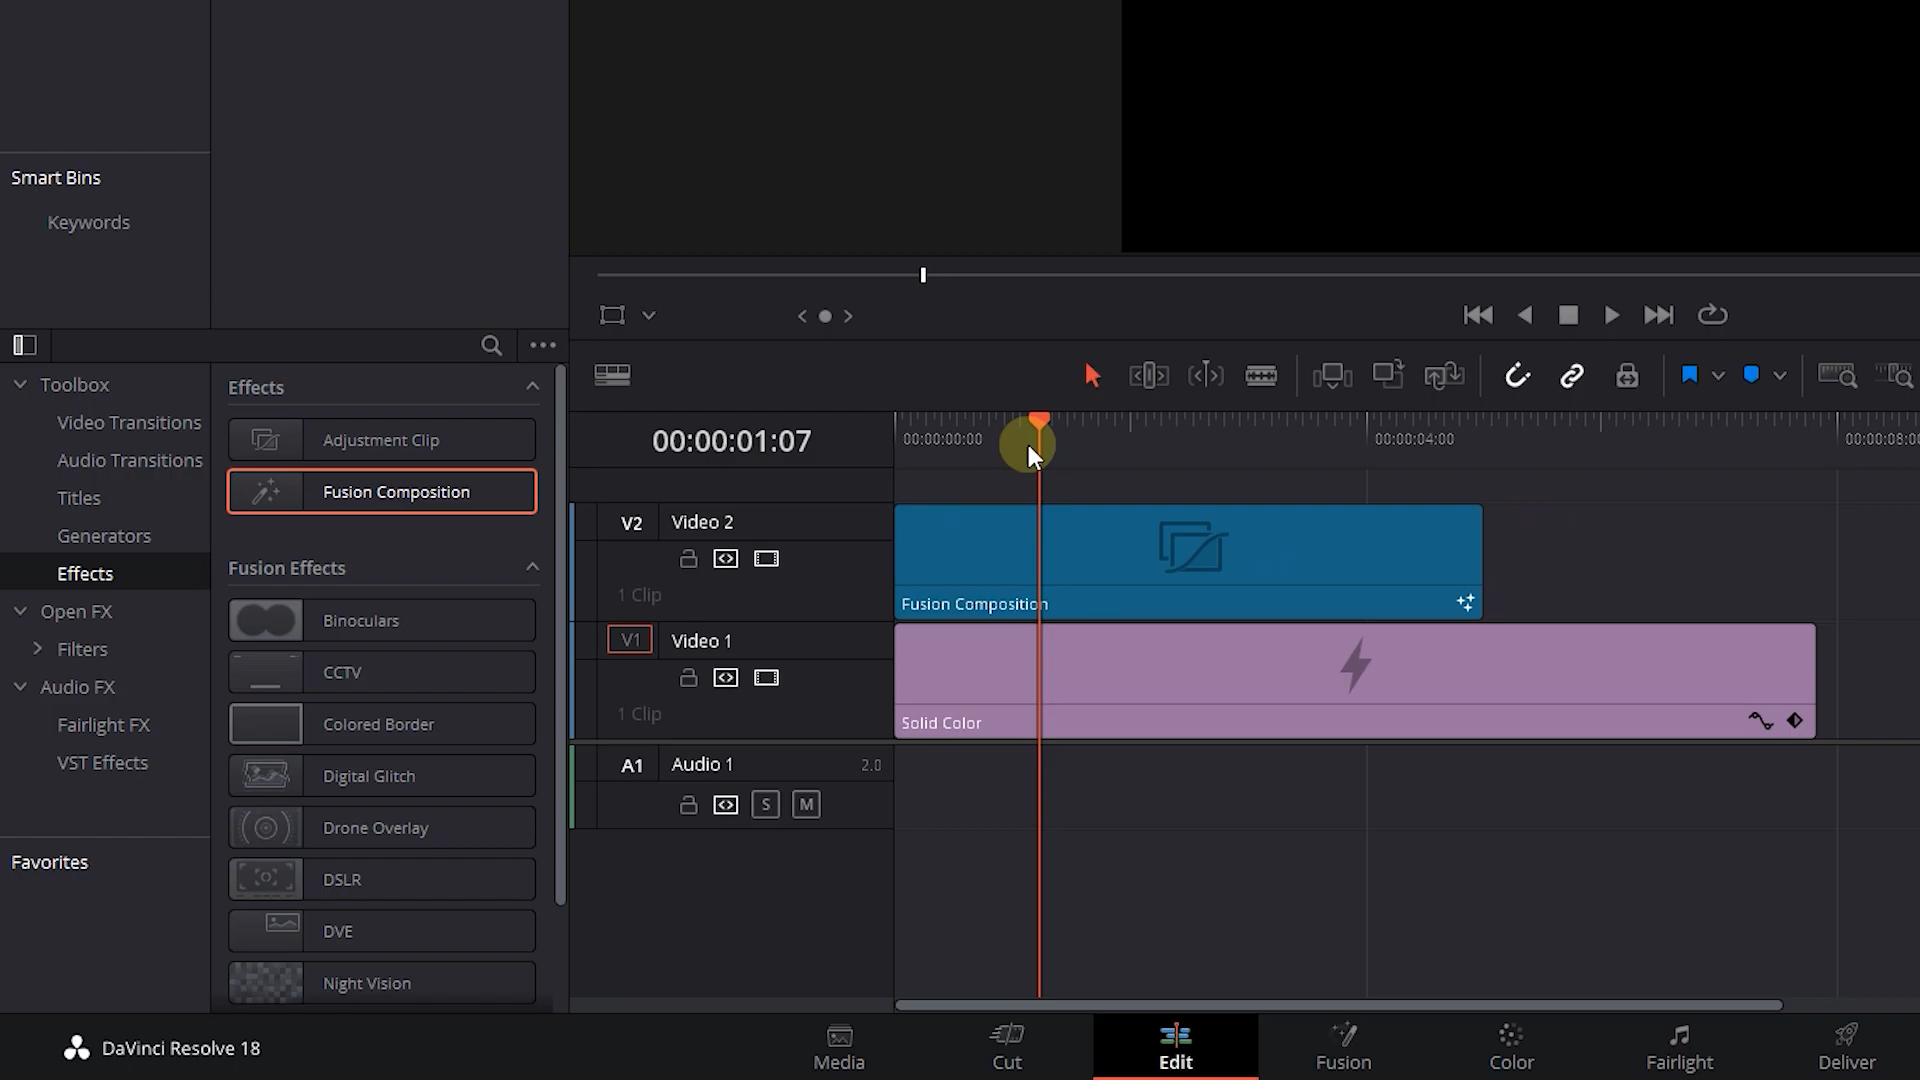 Smart Bins
Keywords
Toolbox
Video Transitions
Audio Transitions
Titles
Generators
Effects
Open FX
Filters
Audio FX
Fairlight FX
VST Effects
Favorites
Effects
Adjustment Clip
Fusion Composition
Fusion Effects
Binoculars
CCTV
Colored Border
Digital Glitch
Drone Overlay
DSLR
DVE
Night Vision
00:00:01:07
00:00:00:00
00:00:04:00
00:00:08:00
V2 Video 2
1 Clip
Fusion Composition
V1 Video 1
1 Clip
Solid Color
A1 Audio 1 2.0
S M
DaVinci Resolve 18
Media
Cut
Edit
Fusion
Color
Fairlight
Deliver